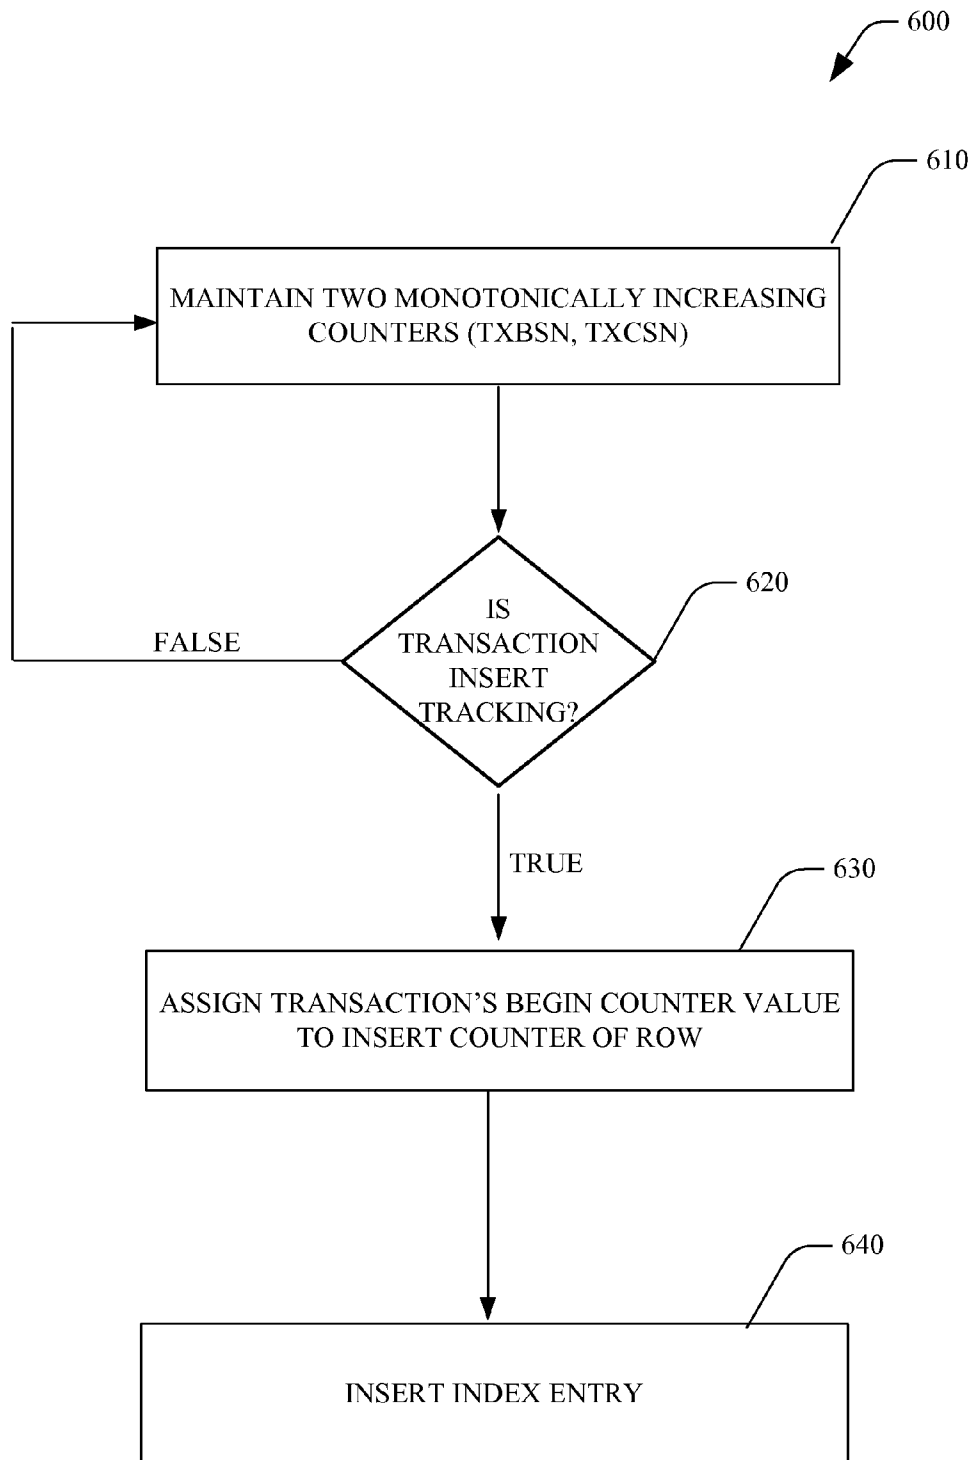 600
610
MAINTAIN TWO MONOTONICALLY INCREASING
COUNTERS (TXBSN, TXCSN)
620
IS
TRANSACTION
INSERT
TRACKING?
FALSE
TRUE
630
ASSIGN TRANSACTION’S BEGIN COUNTER VALUE
TO INSERT COUNTER OF ROW
640
INSERT INDEX ENTRY